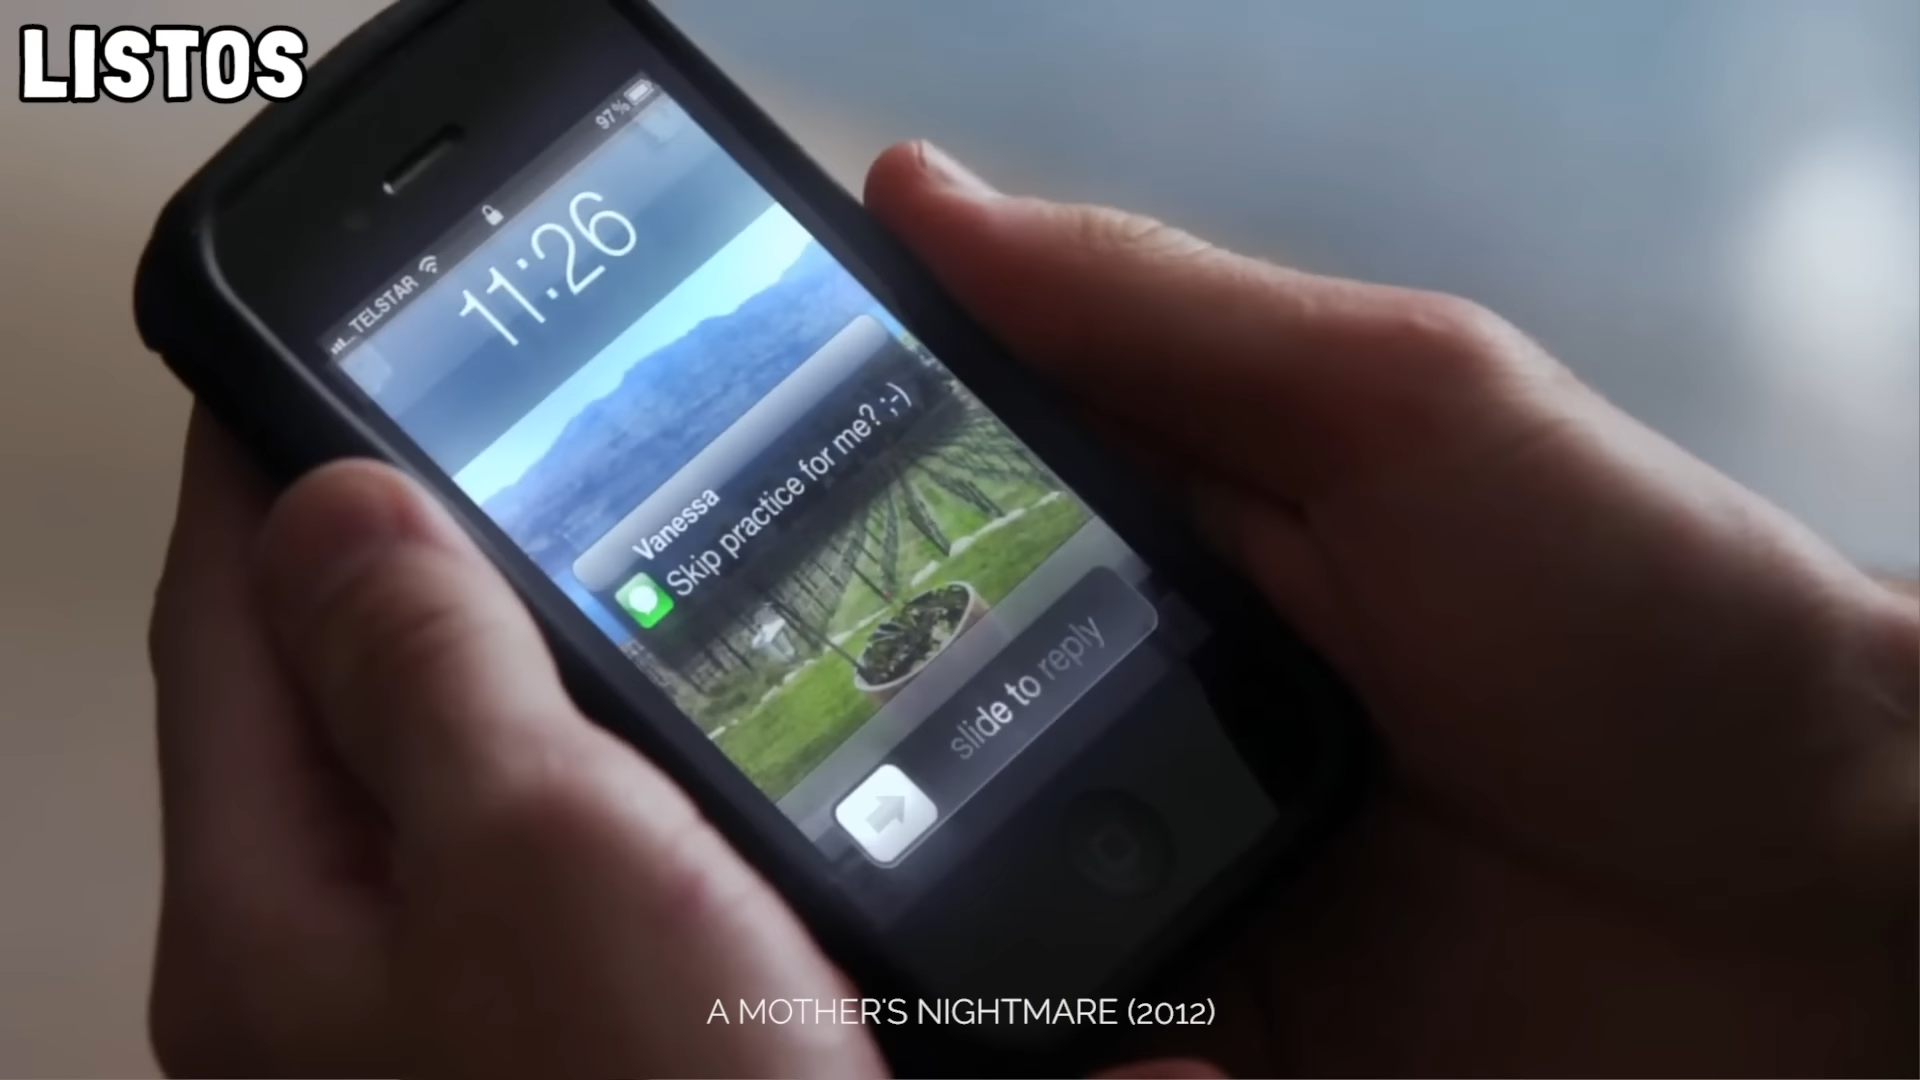 LISTOS
TELSTAR
97%
11:26
Vanessa
Skip practice for me? ;-)
slide to reply
A MOTHER'S NIGHTMARE (2012)